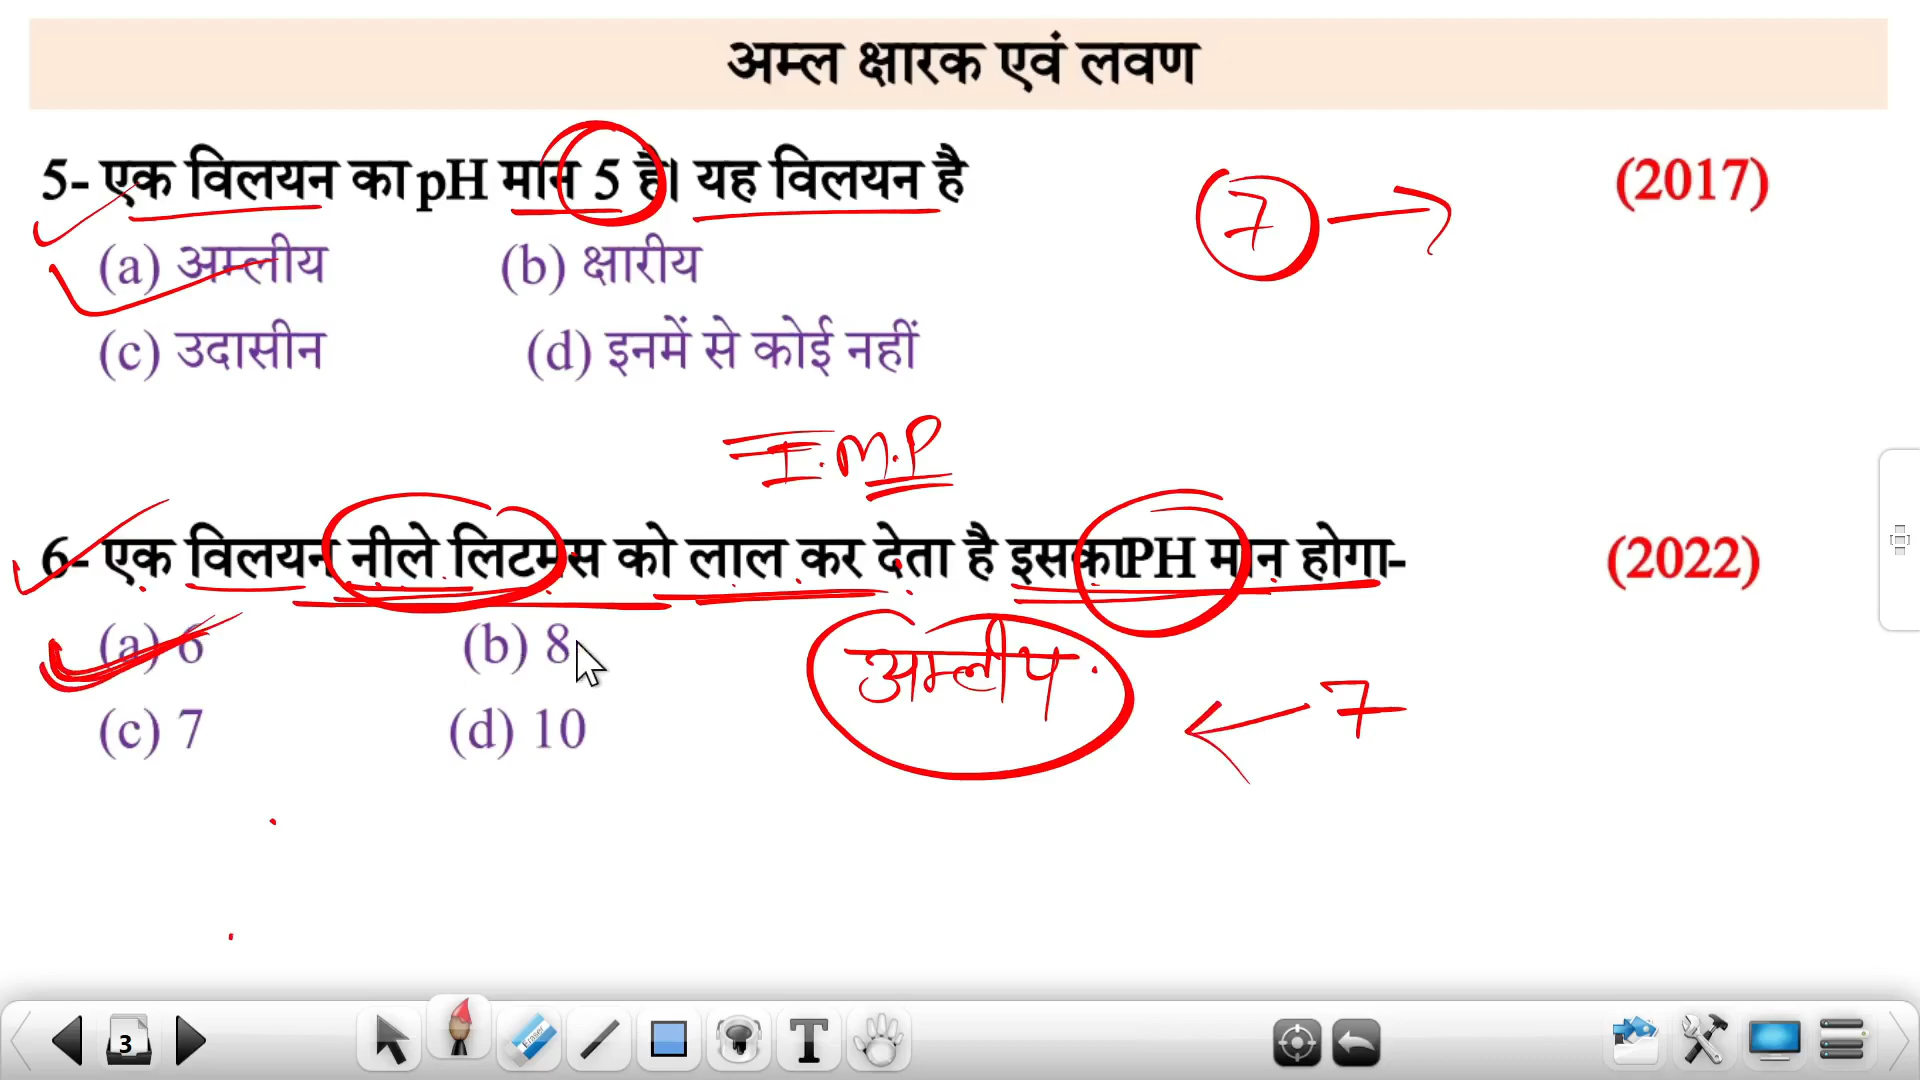 अम्ल क्षारक एवं लवण
5- एक विलयन का pH मान 5 है। यह विलयन है (2017)
7
(a) अम्लीय (b) क्षारीय
(c) उदासीन (d) इनमें से कोई नहीं
I.M.P
6- एक विलयन नीले लिटमस को लाल कर देता है इसका PH मान होगा- (2022)
(a) 6 (b) 8
अम्लीय
(c) 7 (d) 10
7
3
Eraser
T